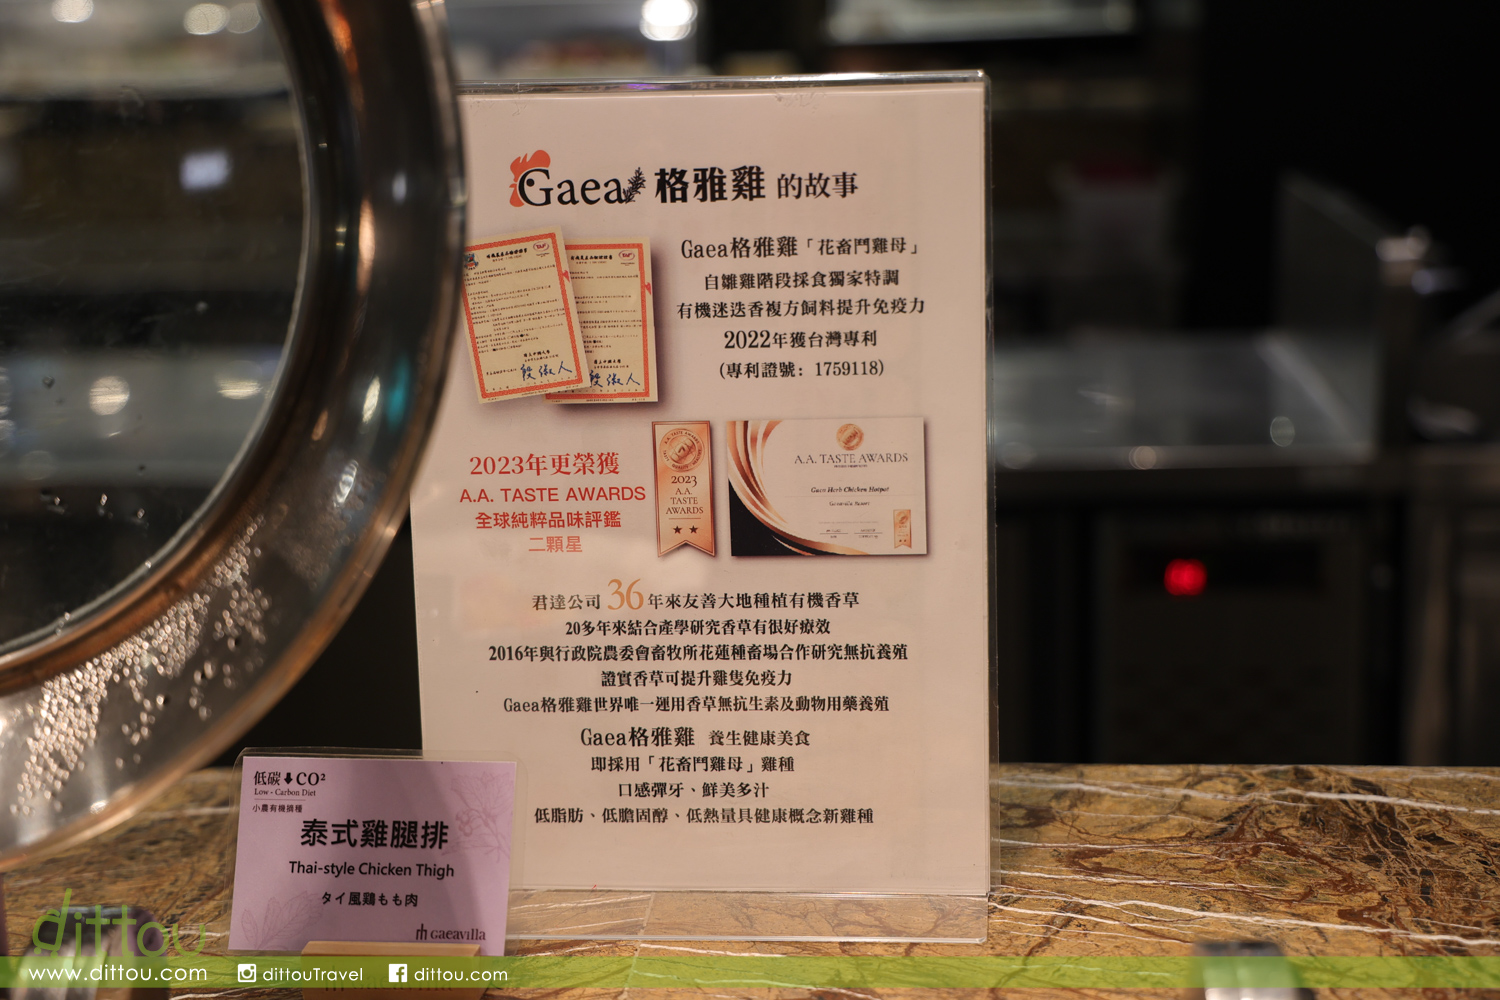 Gaea 格雅雞 的故事
Gaea格雅雞「花畜鬥雞母」
自雛雞階段採食獨家特調
有機迷迭香複方飼料提升免疫力
2022年獲台灣專利
(專利證號: 1759118)
2023年更榮獲
A.A. TASTE AWARDS
全球純粹品味評鑑
二顆星
2023
A.A.
TASTE
AWARDS
A.A. TASTE AWARDS
Gaea Herb Chicken Hotpot
君達公司 36 年來友善大地種植有機香草
20多年來結合產學研究香草有很好療效
2016年與行政院農委會畜牧所花蓮種畜場合作研究無抗養殖
證實香草可提升雞隻免疫力
Gaea格雅雞世界唯一運用香草無抗生素及動物用藥養殖
Gaea格雅雞 養生健康美食
即採用「花畜鬥雞母」雞種
口感彈牙、鮮美多汁
低脂肪、低膽固醇、低熱量具健康概念新雞種
低碳⬇CO²
Low - Carbon Diet
小農有機摘種
泰式雞腿排
Thai-style Chicken Thigh
タイ風鶏もも肉
Gaeavilla
dittou
www.dittou.com dittouTravel dittou.com